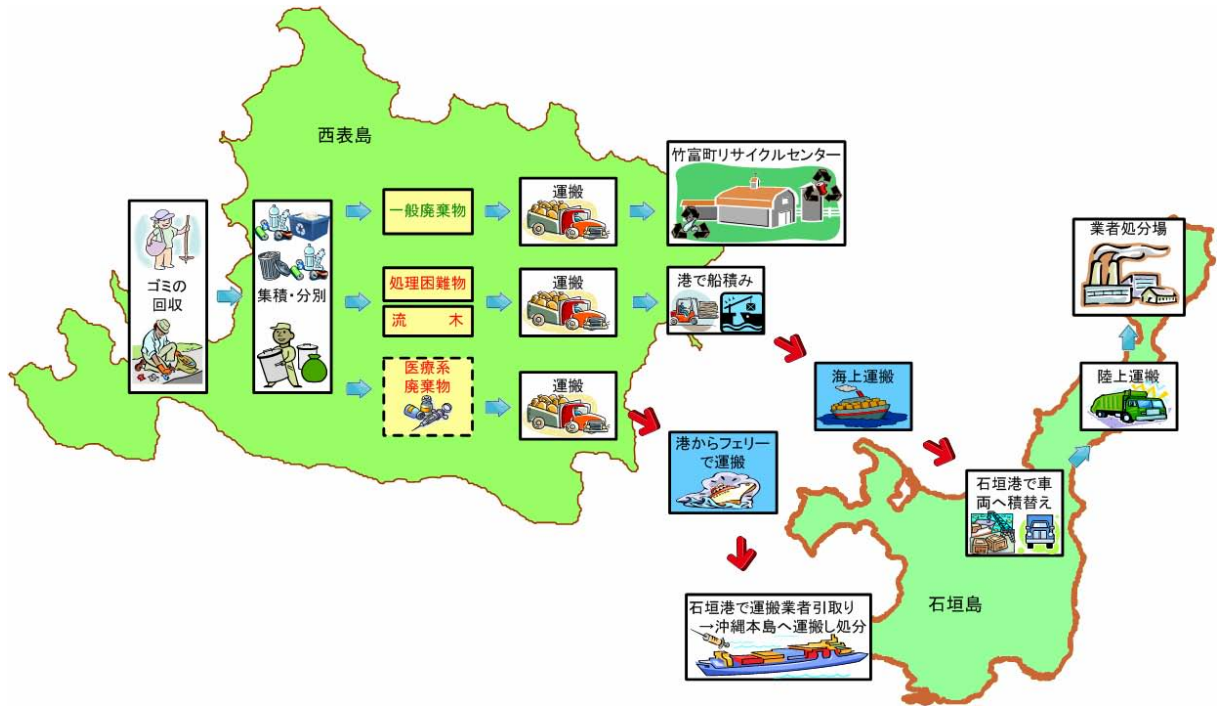 西表島
ゴミの
回収
集積・分別
一般廃棄物
運搬
竹富町リサイクルセンター
処理困難物
流　木
運搬
港で船積み
医療系
廃棄物
運搬
港からフェリー
で運搬
石垣港で運搬業者引取り
→沖縄本島へ運搬し処分
海上運搬
石垣港で車
両へ積替え
陸上運搬
業者処分場
石垣島